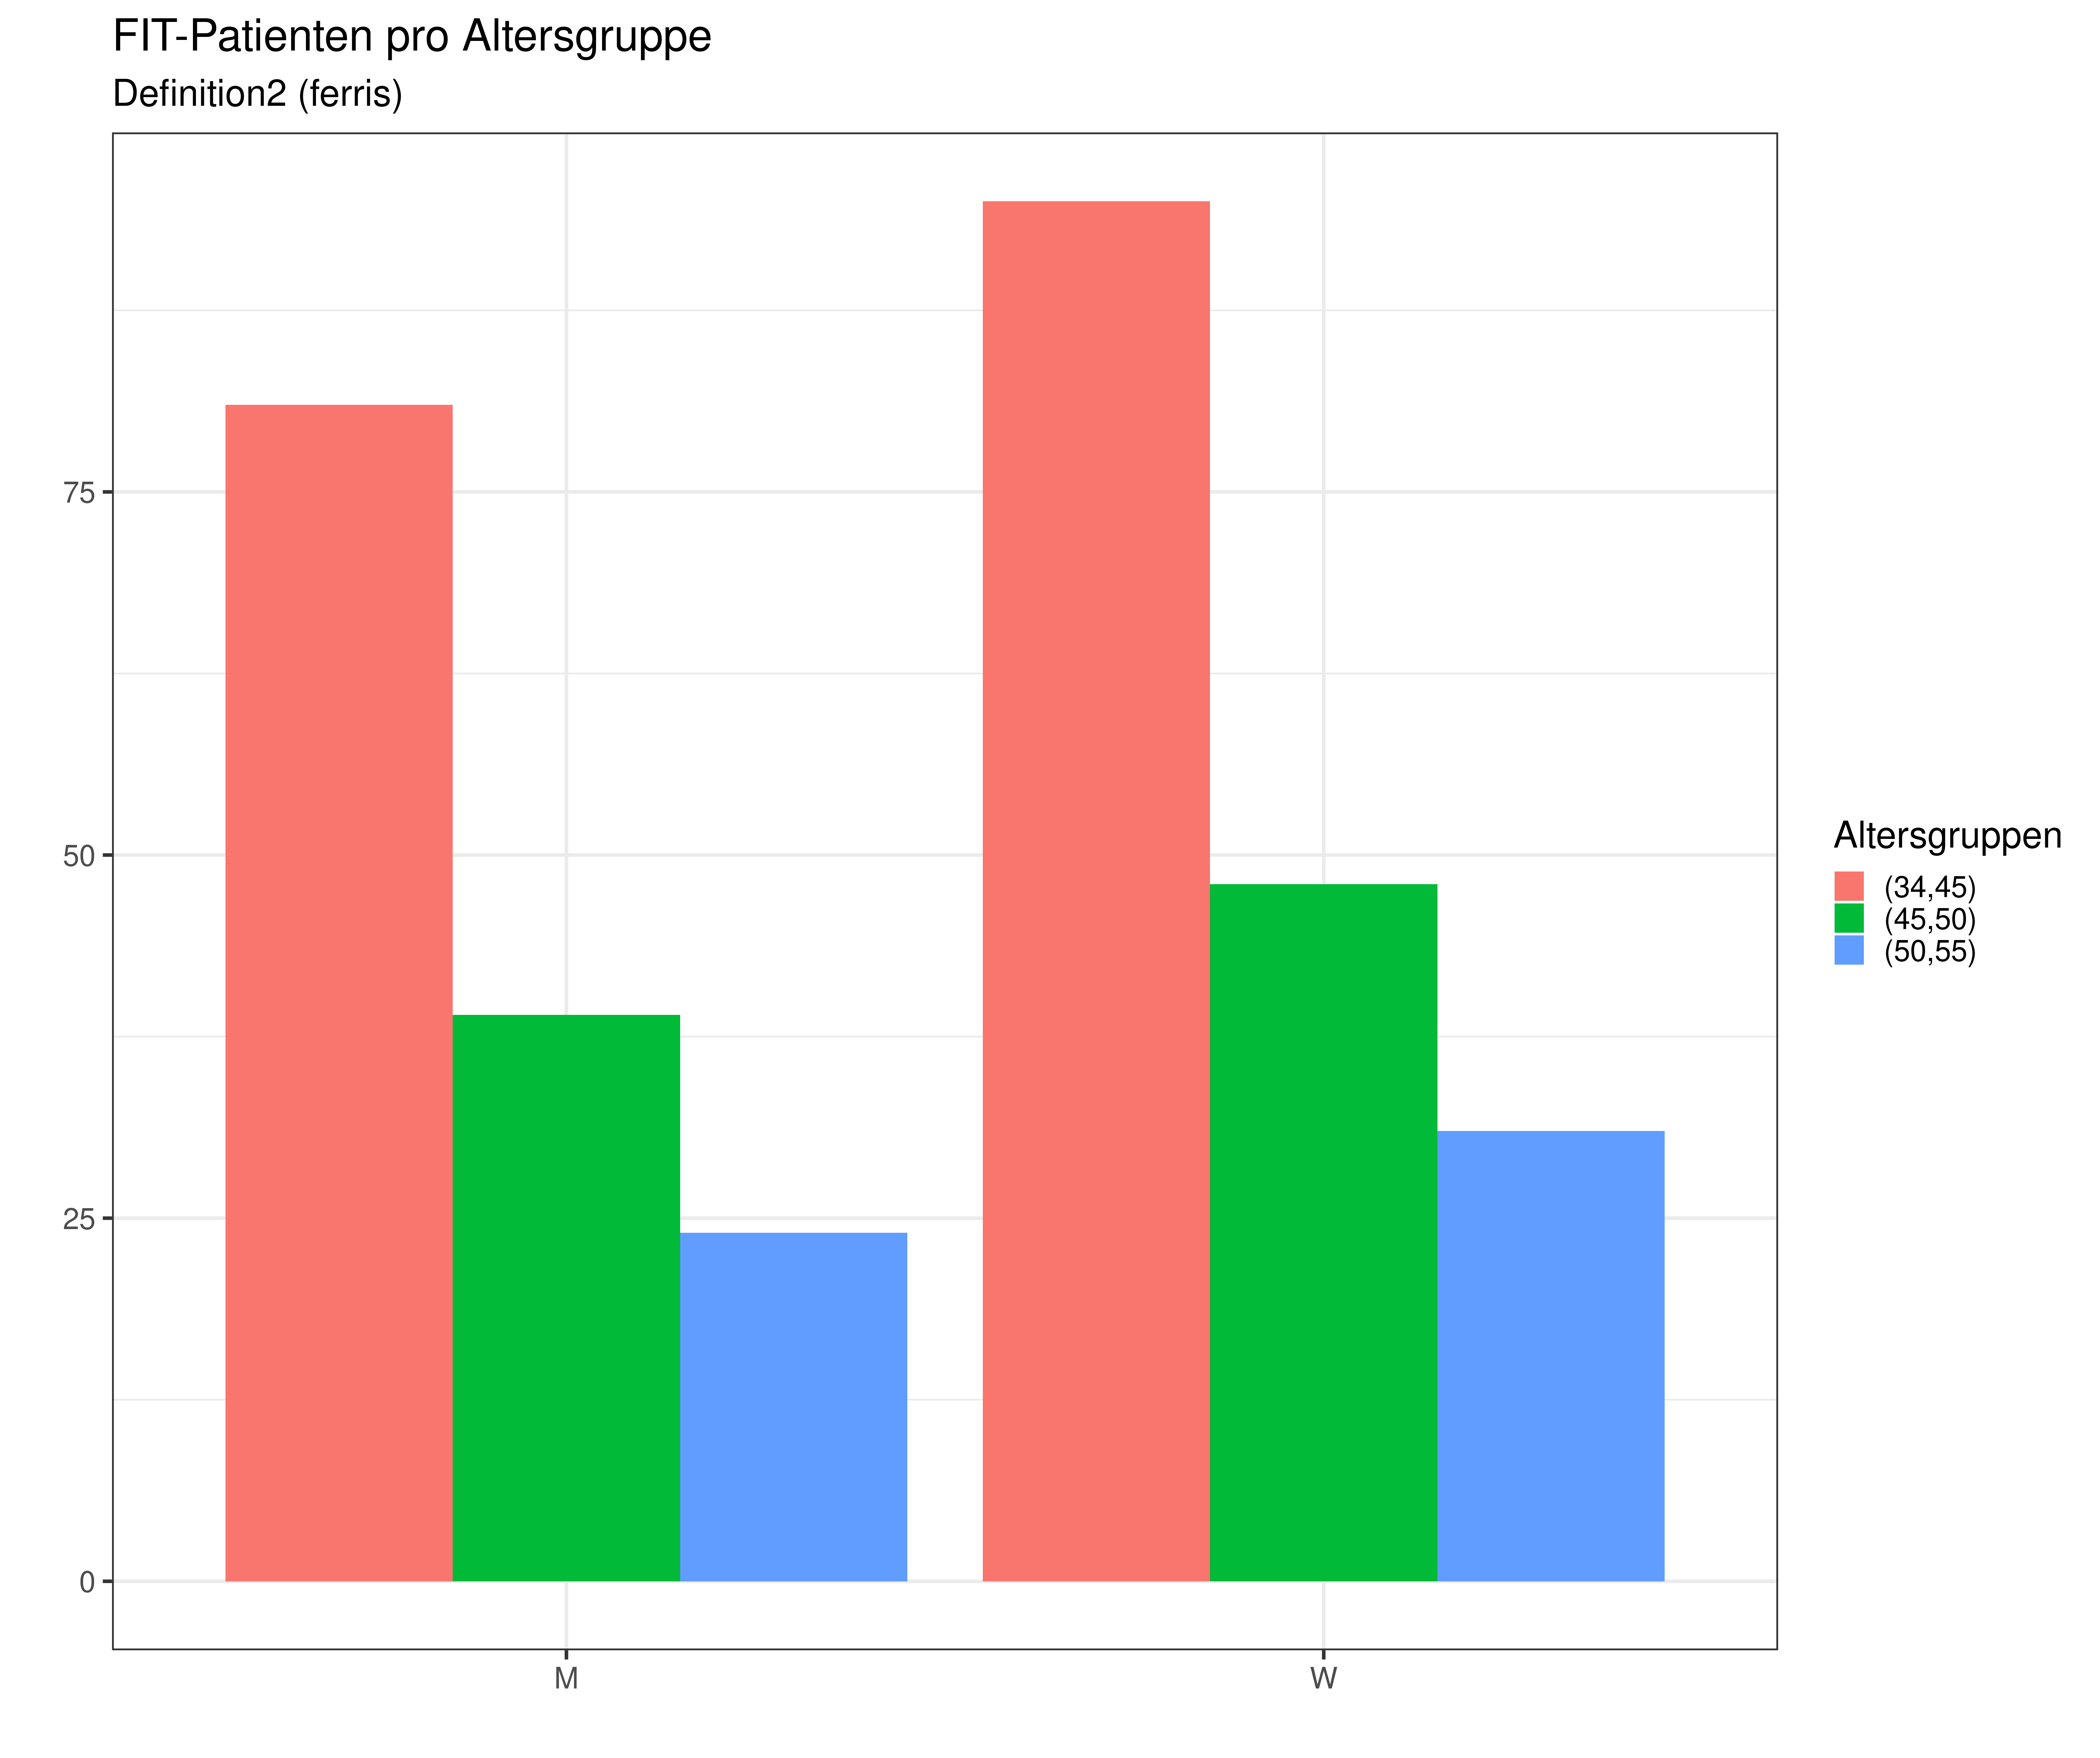 FIT-Patienten pro Altersgruppe
Definition2 (ferris)
75
50
25
0
M
W
Altersgruppen
(34,45)
(45,50)
(50,55)